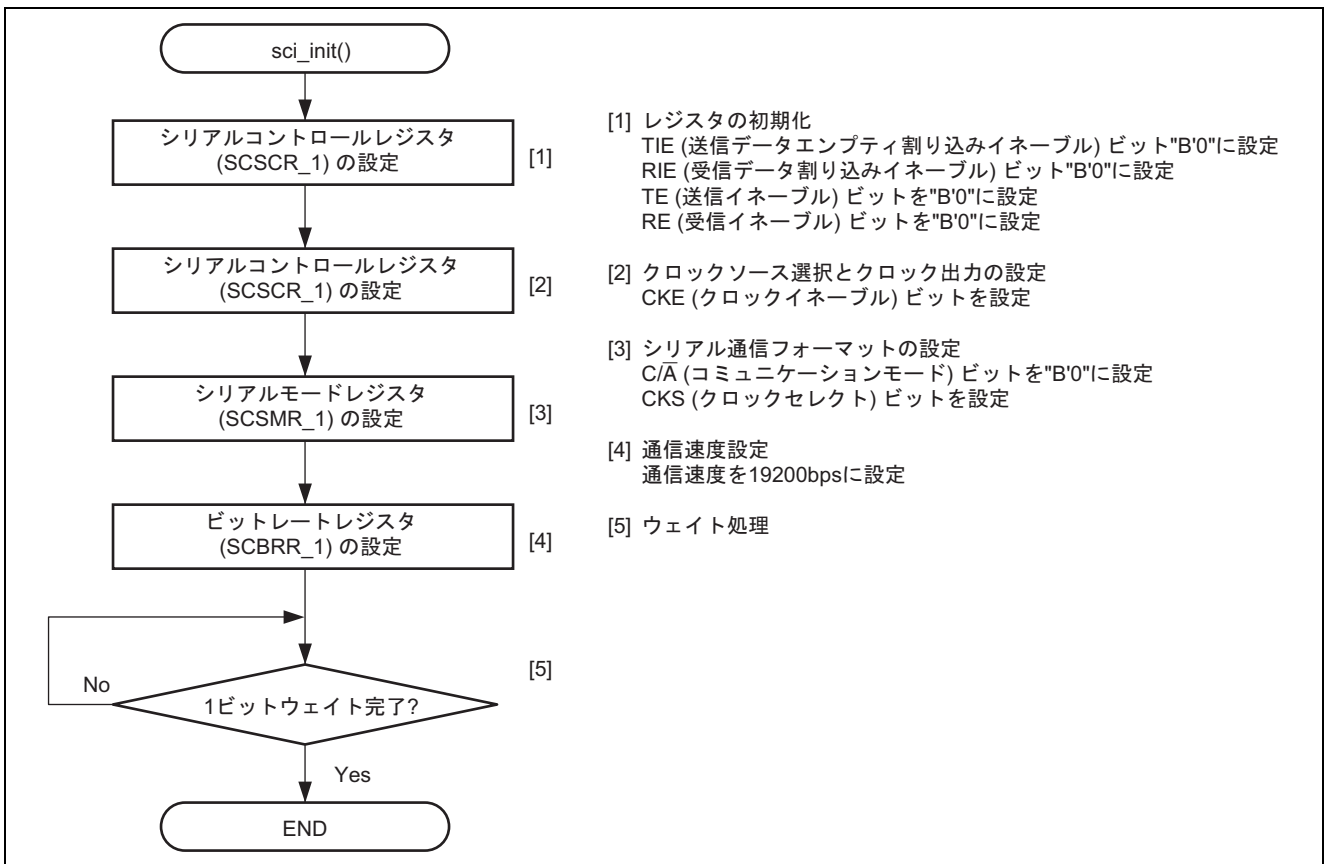 sci_init()
シリアルコントロールレジスタ
(SCSCR_1) の設定
[1]
シリアルコントロールレジスタ
(SCSCR_1) の設定
[2]
シリアルモードレジスタ
(SCSMR_1) の設定
[3]
ビットレートレジスタ
(SCBRR_1) の設定
[4]
[5]
No
1ビットウェイト完了?
Yes
END
[1] レジスタの初期化
TIE (送信データエンプティ割り込みイネーブル) ビット"B'0"に設定
RIE (受信データ割り込みイネーブル) ビット"B'0"に設定
TE (送信イネーブル) ビットを"B'0"に設定
RE (受信イネーブル) ビットを"B'0"に設定
[2] クロックソース選択とクロック出力の設定
CKE (クロックイネーブル) ビットを設定
[3] シリアル通信フォーマットの設定
C/A̅ (コミュニケーションモード) ビットを"B'0"に設定
CKS (クロックセレクト) ビットを設定
[4] 通信速度設定
通信速度を19200bpsに設定
[5] ウェイト処理